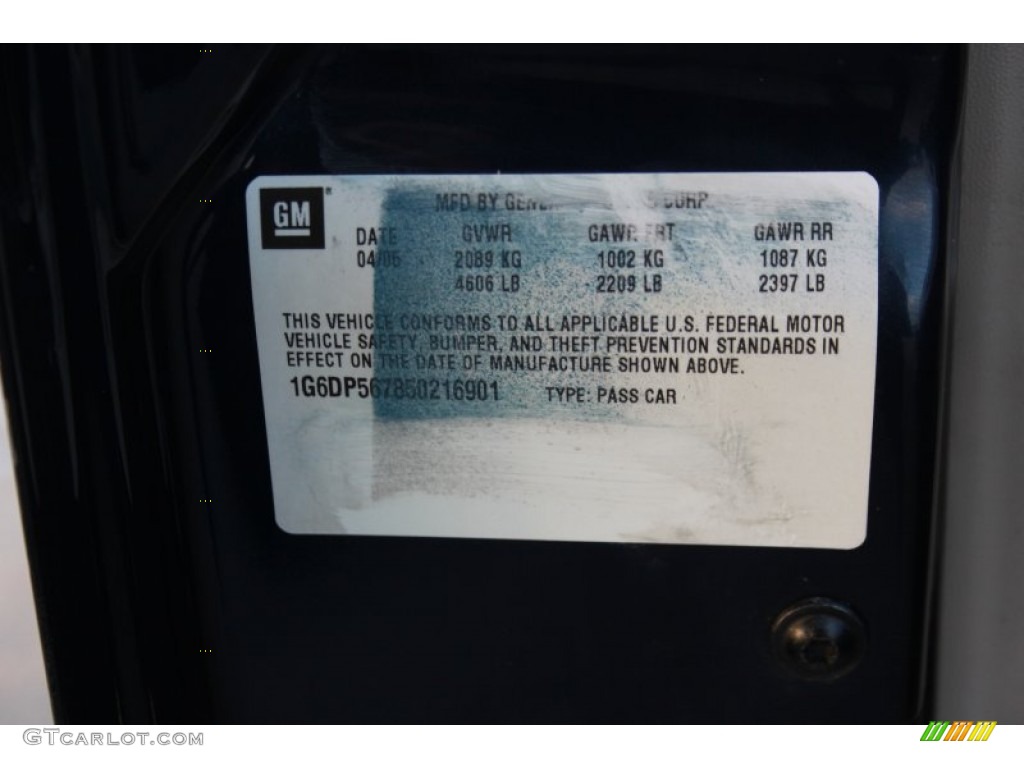 GM
MFD BY CORP
DATE GVWR GAWR FRT GAWR RR
04/05 2089 KG 1002 KG 1087 KG
4606 LB 2209 LB 2397 LB
THIS VEHICLE CONFORMS TO ALL APPLICABLE U.S. FEDERAL MOTOR
VEHICLE SAFETY, BUMPER, AND THEFT PREVENTION STANDARDS IN
EFFECT ON THE DATE OF MANUFACTURE SHOWN ABOVE.
1G6DP567850216901 TYPE: PASS CAR
GTCARLOT.COM